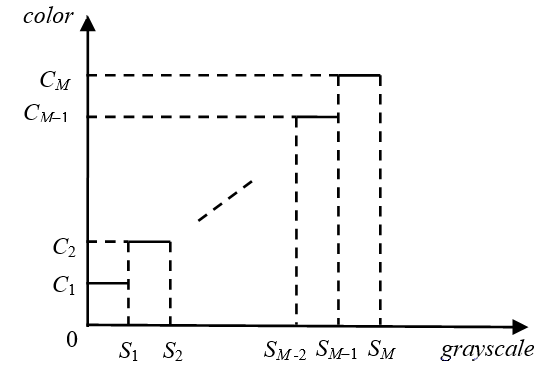 color
C_M
C_{M-1}
C_2
C_1
0
S_1 S_2 S_{M-2} S_{M-1} S_M grayscale